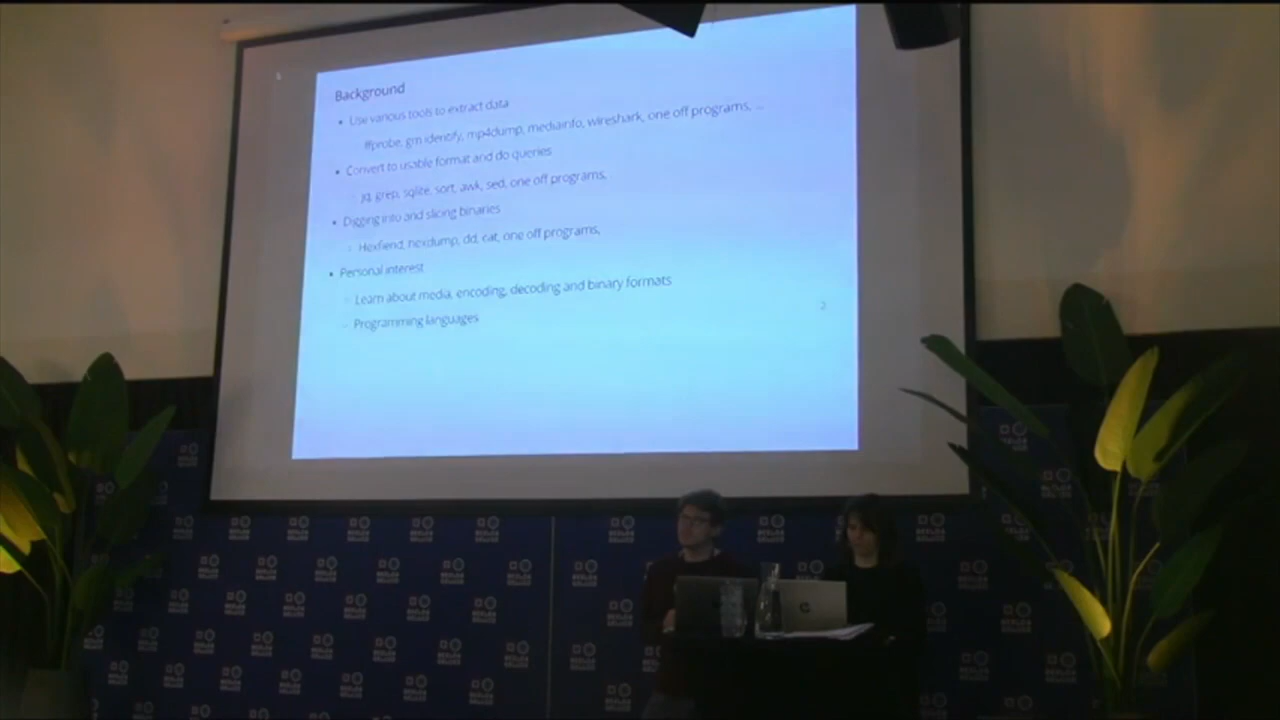 Background
Use various tools to extract data
ffprobe, gm identify, mp4dump, mediainfo, wireshark, one off programs, ...
Convert to usable format and do queries
jq, grep, sqlite, sort, awk, sed, one off programs,
Digging into and slicing binaries
Hexfiend, hexdump, dd, cat, one off programs,
Personal interest
Learn about media, encoding, decoding and binary formats
Programming languages